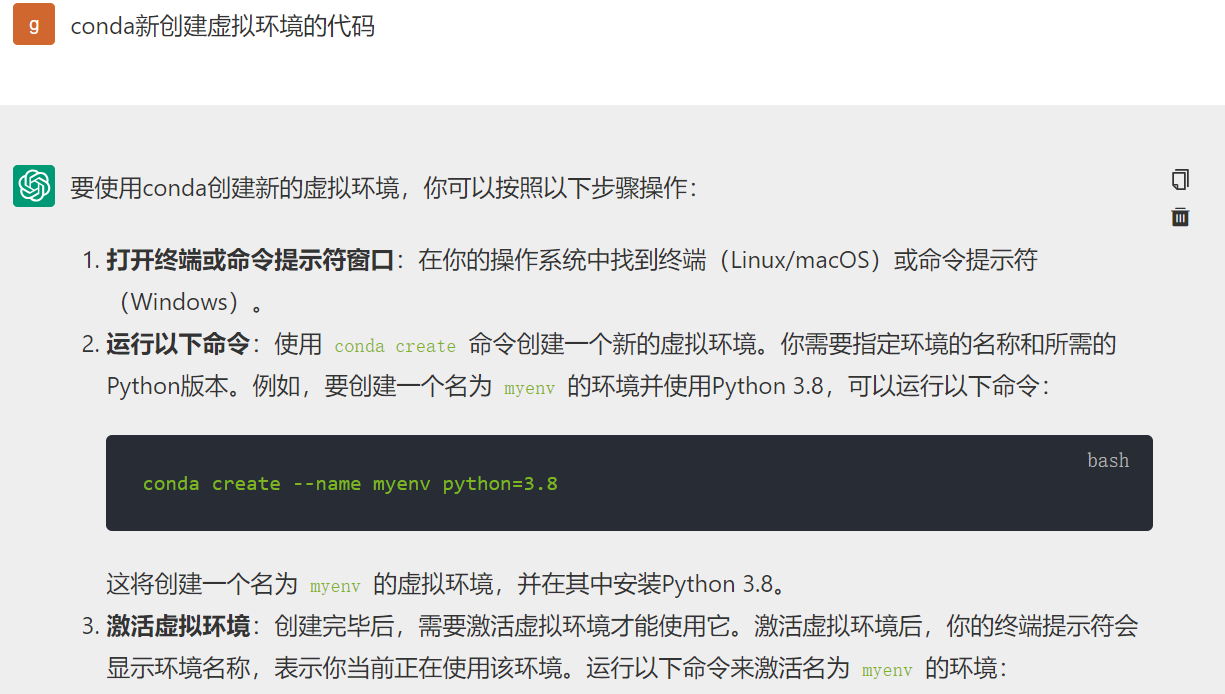 g
conda新创建虚拟环境的代码
要使用conda创建新的虚拟环境，你可以按照以下步骤操作：
1. 打开终端或命令提示符窗口：在你的操作系统中找到终端（Linux/macOS）或命令提示符
（Windows）。
2. 运行以下命令：使用 conda create 命令创建一个新的虚拟环境。你需要指定环境的名称和所需的
Python版本。例如，要创建一个名为 myenv 的环境并使用Python 3.8，可以运行以下命令：
bash
conda create --name myenv python=3.8
这将创建一个名为 myenv 的虚拟环境，并在其中安装Python 3.8。
3. 激活虚拟环境：创建完毕后，需要激活虚拟环境才能使用它。激活虚拟环境后，你的终端提示符会
显示环境名称，表示你当前正在使用该环境。运行以下命令来激活名为 myenv 的环境：